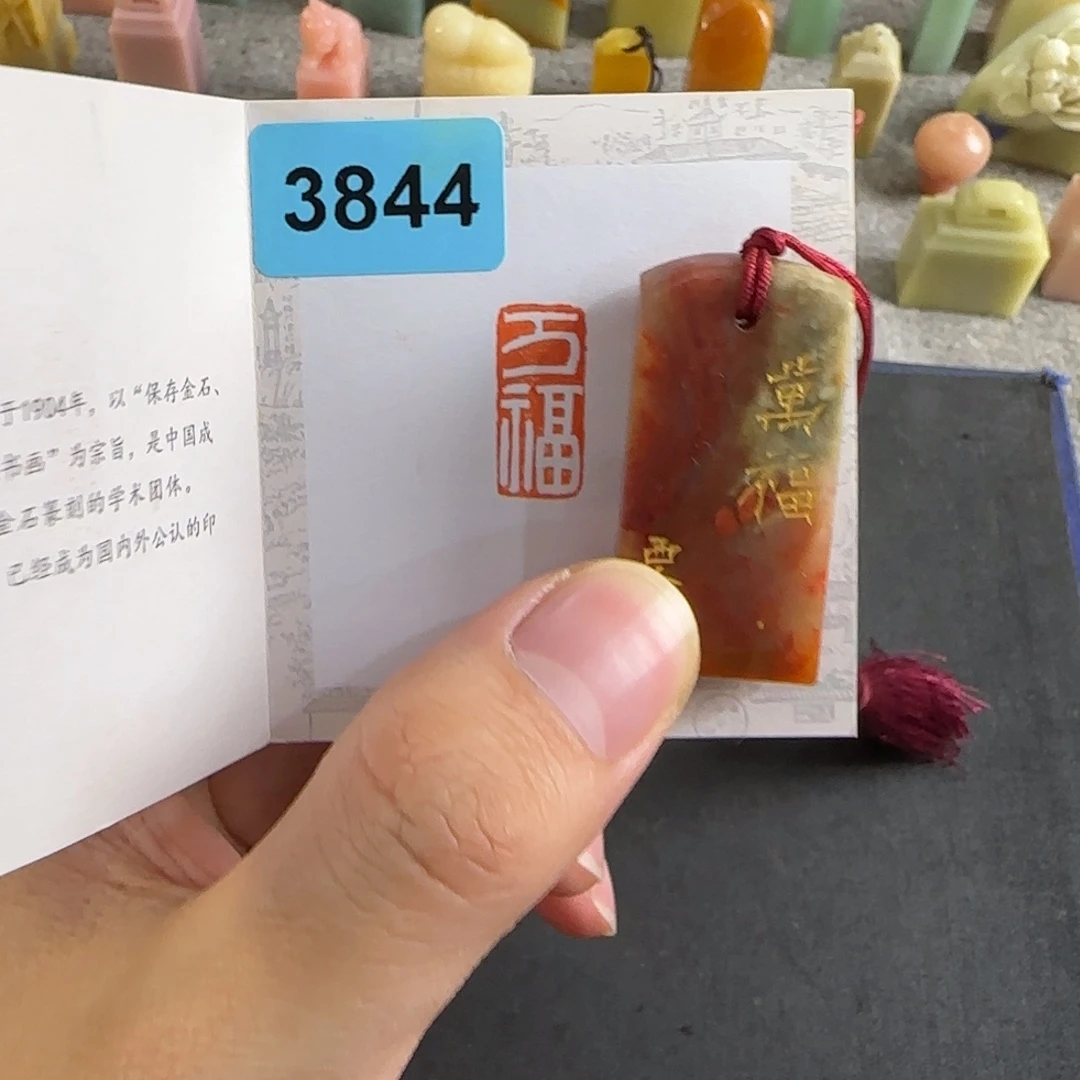 3844
于1904年，以“保存金石、
书画”为宗旨，是中国成
金石篆刻的学术团体。
已经成为国内外公认的印
万福
萬福